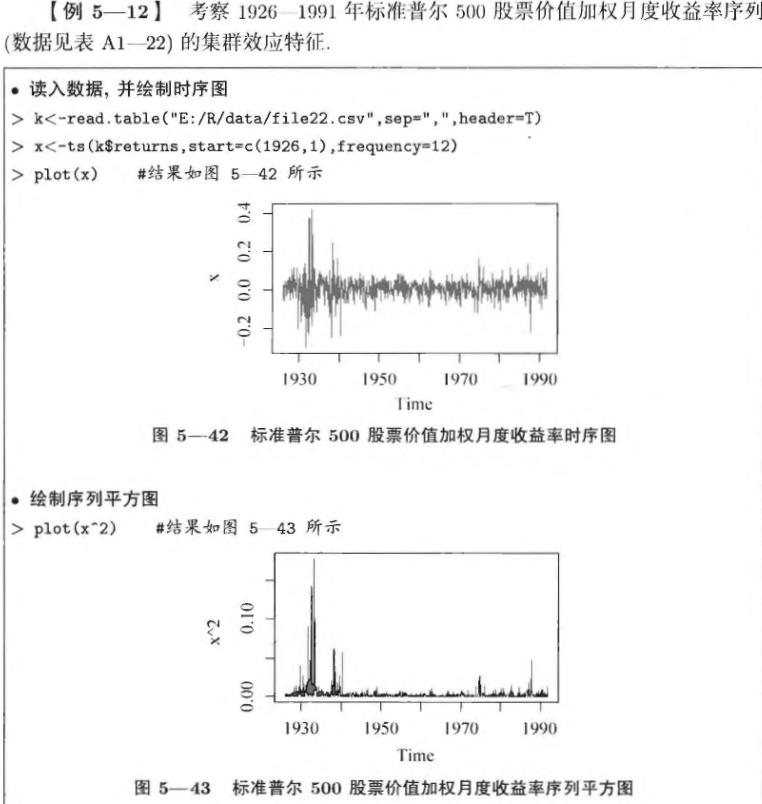 【例 5—12】 考察 1926—1991 年标准普尔 500 股票价值加权月度收益率序列
(数据见表 A1—22) 的集群效应特征.
• 读入数据, 并绘制时序图
> k<-read.table("E:/R/data/file22.csv",sep=",",header=T)
> x<-ts(k$returns,start=c(1926,1),frequency=12)
> plot(x) #结果如图 5—42 所示
0.4
0.2
0.0
-0.2
x
1930 1950 1970 1990
Time
图 5—42 标准普尔 500 股票价值加权月度收益率时序图
• 绘制序列平方图
> plot(x^2) #结果如图 5—43 所示
0.10
0.00
x^2
1930 1950 1970 1990
Time
图 5—43 标准普尔 500 股票价值加权月度收益率序列平方图